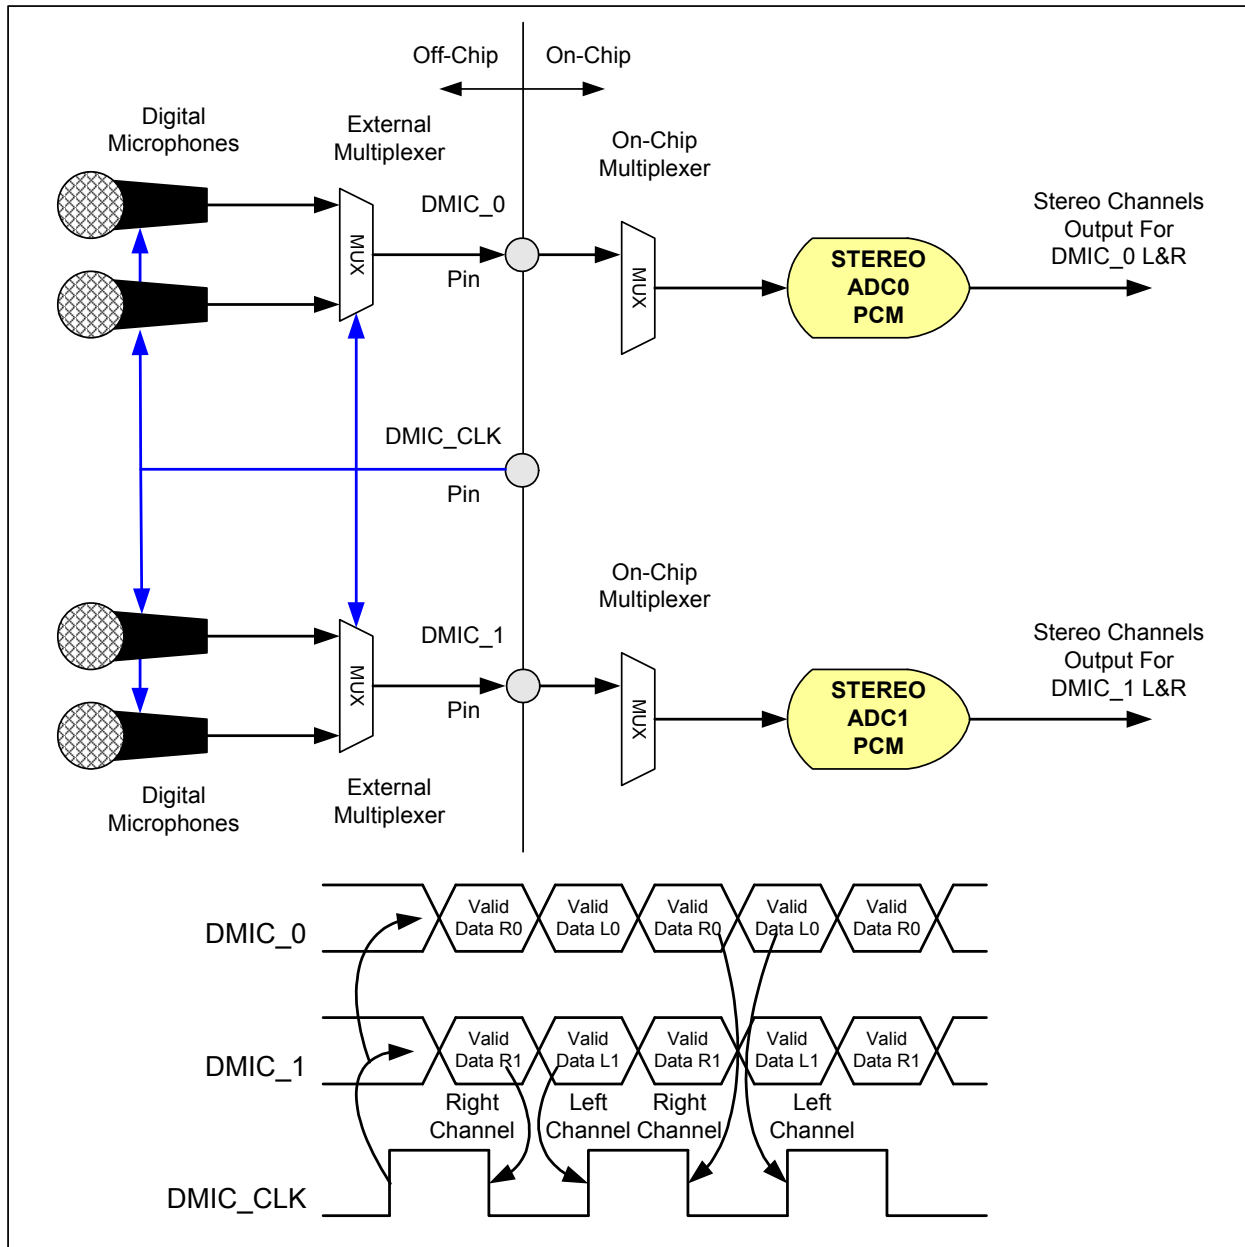 Off-Chip
On-Chip
Digital
Microphones
External
Multiplexer
On-Chip
Multiplexer
DMIC_0
Pin
MUX
MUX
STEREO
ADC0
PCM
Stereo Channels
Output For
DMIC_0 L&R
DMIC_CLK
Pin
On-Chip
Multiplexer
DMIC_1
Pin
MUX
MUX
STEREO
ADC1
PCM
Stereo Channels
Output For
DMIC_1 L&R
Digital
Microphones
External
Multiplexer
DMIC_0
Valid
Data R0
Valid
Data L0
Valid
Data R0
Valid
Data L0
Valid
Data R0
DMIC_1
Valid
Data R1
Valid
Data L1
Valid
Data R1
Valid
Data L1
Valid
Data R1
Right
Channel
Left
Channel
Right
Channel
Left
Channel
DMIC_CLK